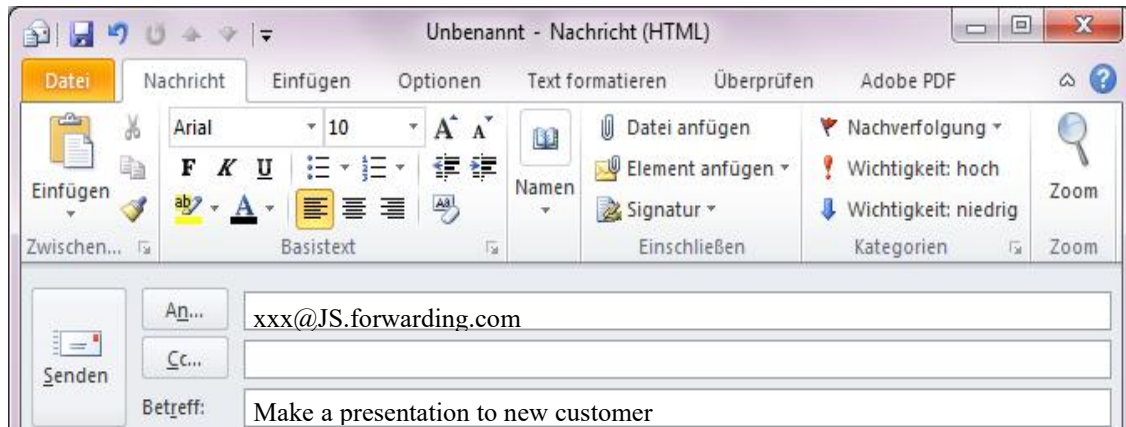 Unbenannt - Nachricht (HTML)
Datei Nachricht Einfügen Optionen Text formatieren Überprüfen Adobe PDF
Arial 10 Datei anfügen Nachverfolgung
F K U Element anfügen Wichtigkeit: hoch
Einfügen Namen Zoom
Signatur Wichtigkeit: niedrig
Zwischen... Basistext Einschließen Kategorien Zoom
An... xxx@JS.forwarding.com
Cc...
Senden
Betreff: Make a presentation to new customer